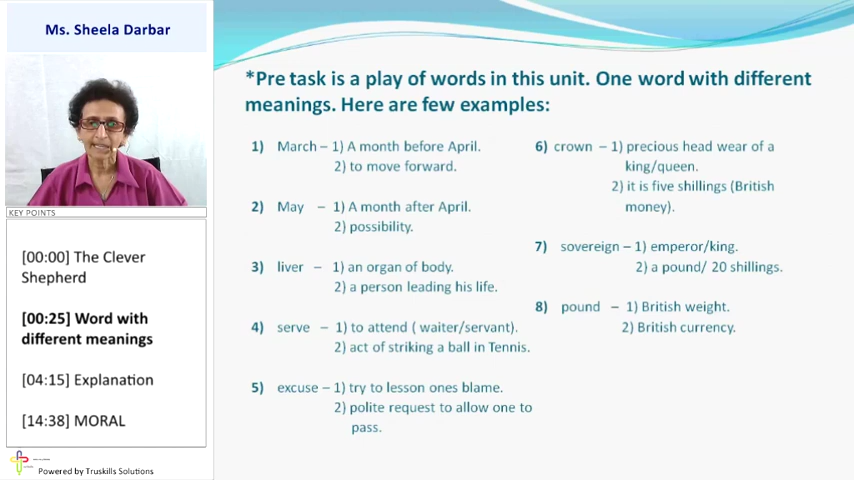 Ms. Sheela Darbar
KEY POINTS
[00:00] The Clever
Shepherd
[00:25] Word with
different meanings
[04:15] Explanation
[14:38] MORAL
Powered by Truskills Solutions
*Pre task is a play of words in this unit. One word with different
meanings. Here are few examples:
1) March – 1) A month before April.
2) to move forward.
2) May – 1) A month after April.
2) possibility.
3) liver – 1) an organ of body.
2) a person leading his life.
4) serve – 1) to attend ( waiter/servant).
2) act of striking a ball in Tennis.
5) excuse – 1) try to lesson ones blame.
2) polite request to allow one to
pass.
6) crown – 1) precious head wear of a
king/queen.
2) it is five shillings (British
money).
7) sovereign – 1) emperor/king.
2) a pound/ 20 shillings.
8) pound – 1) British weight.
2) British currency.